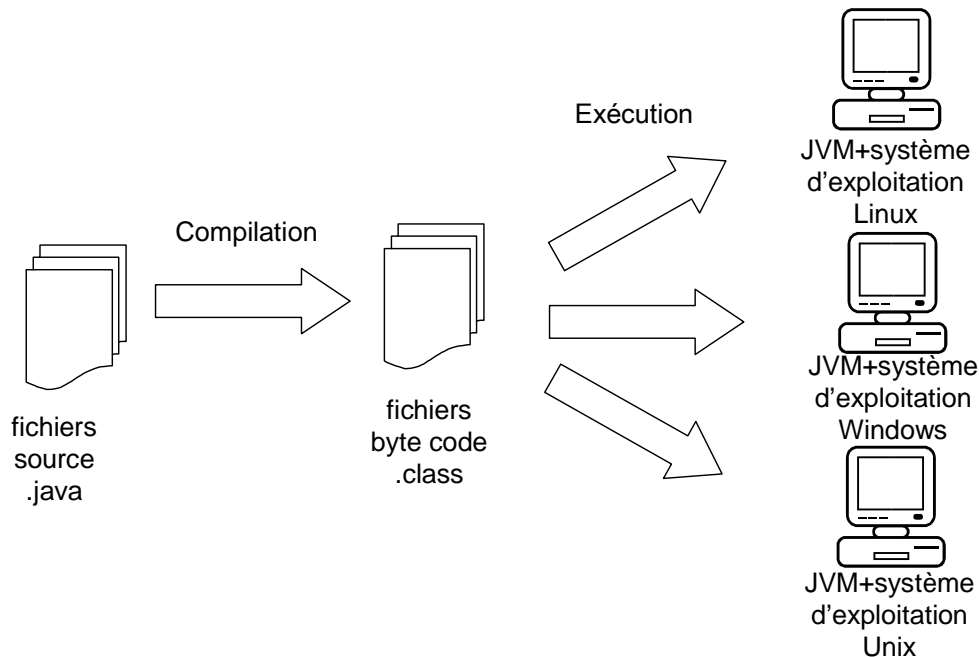 Exécution
JVM+système
d'exploitation
Linux
Compilation
JVM+système
d'exploitation
Windows
fichiers
source
.java
fichiers
byte code
.class
JVM+système
d'exploitation
Unix